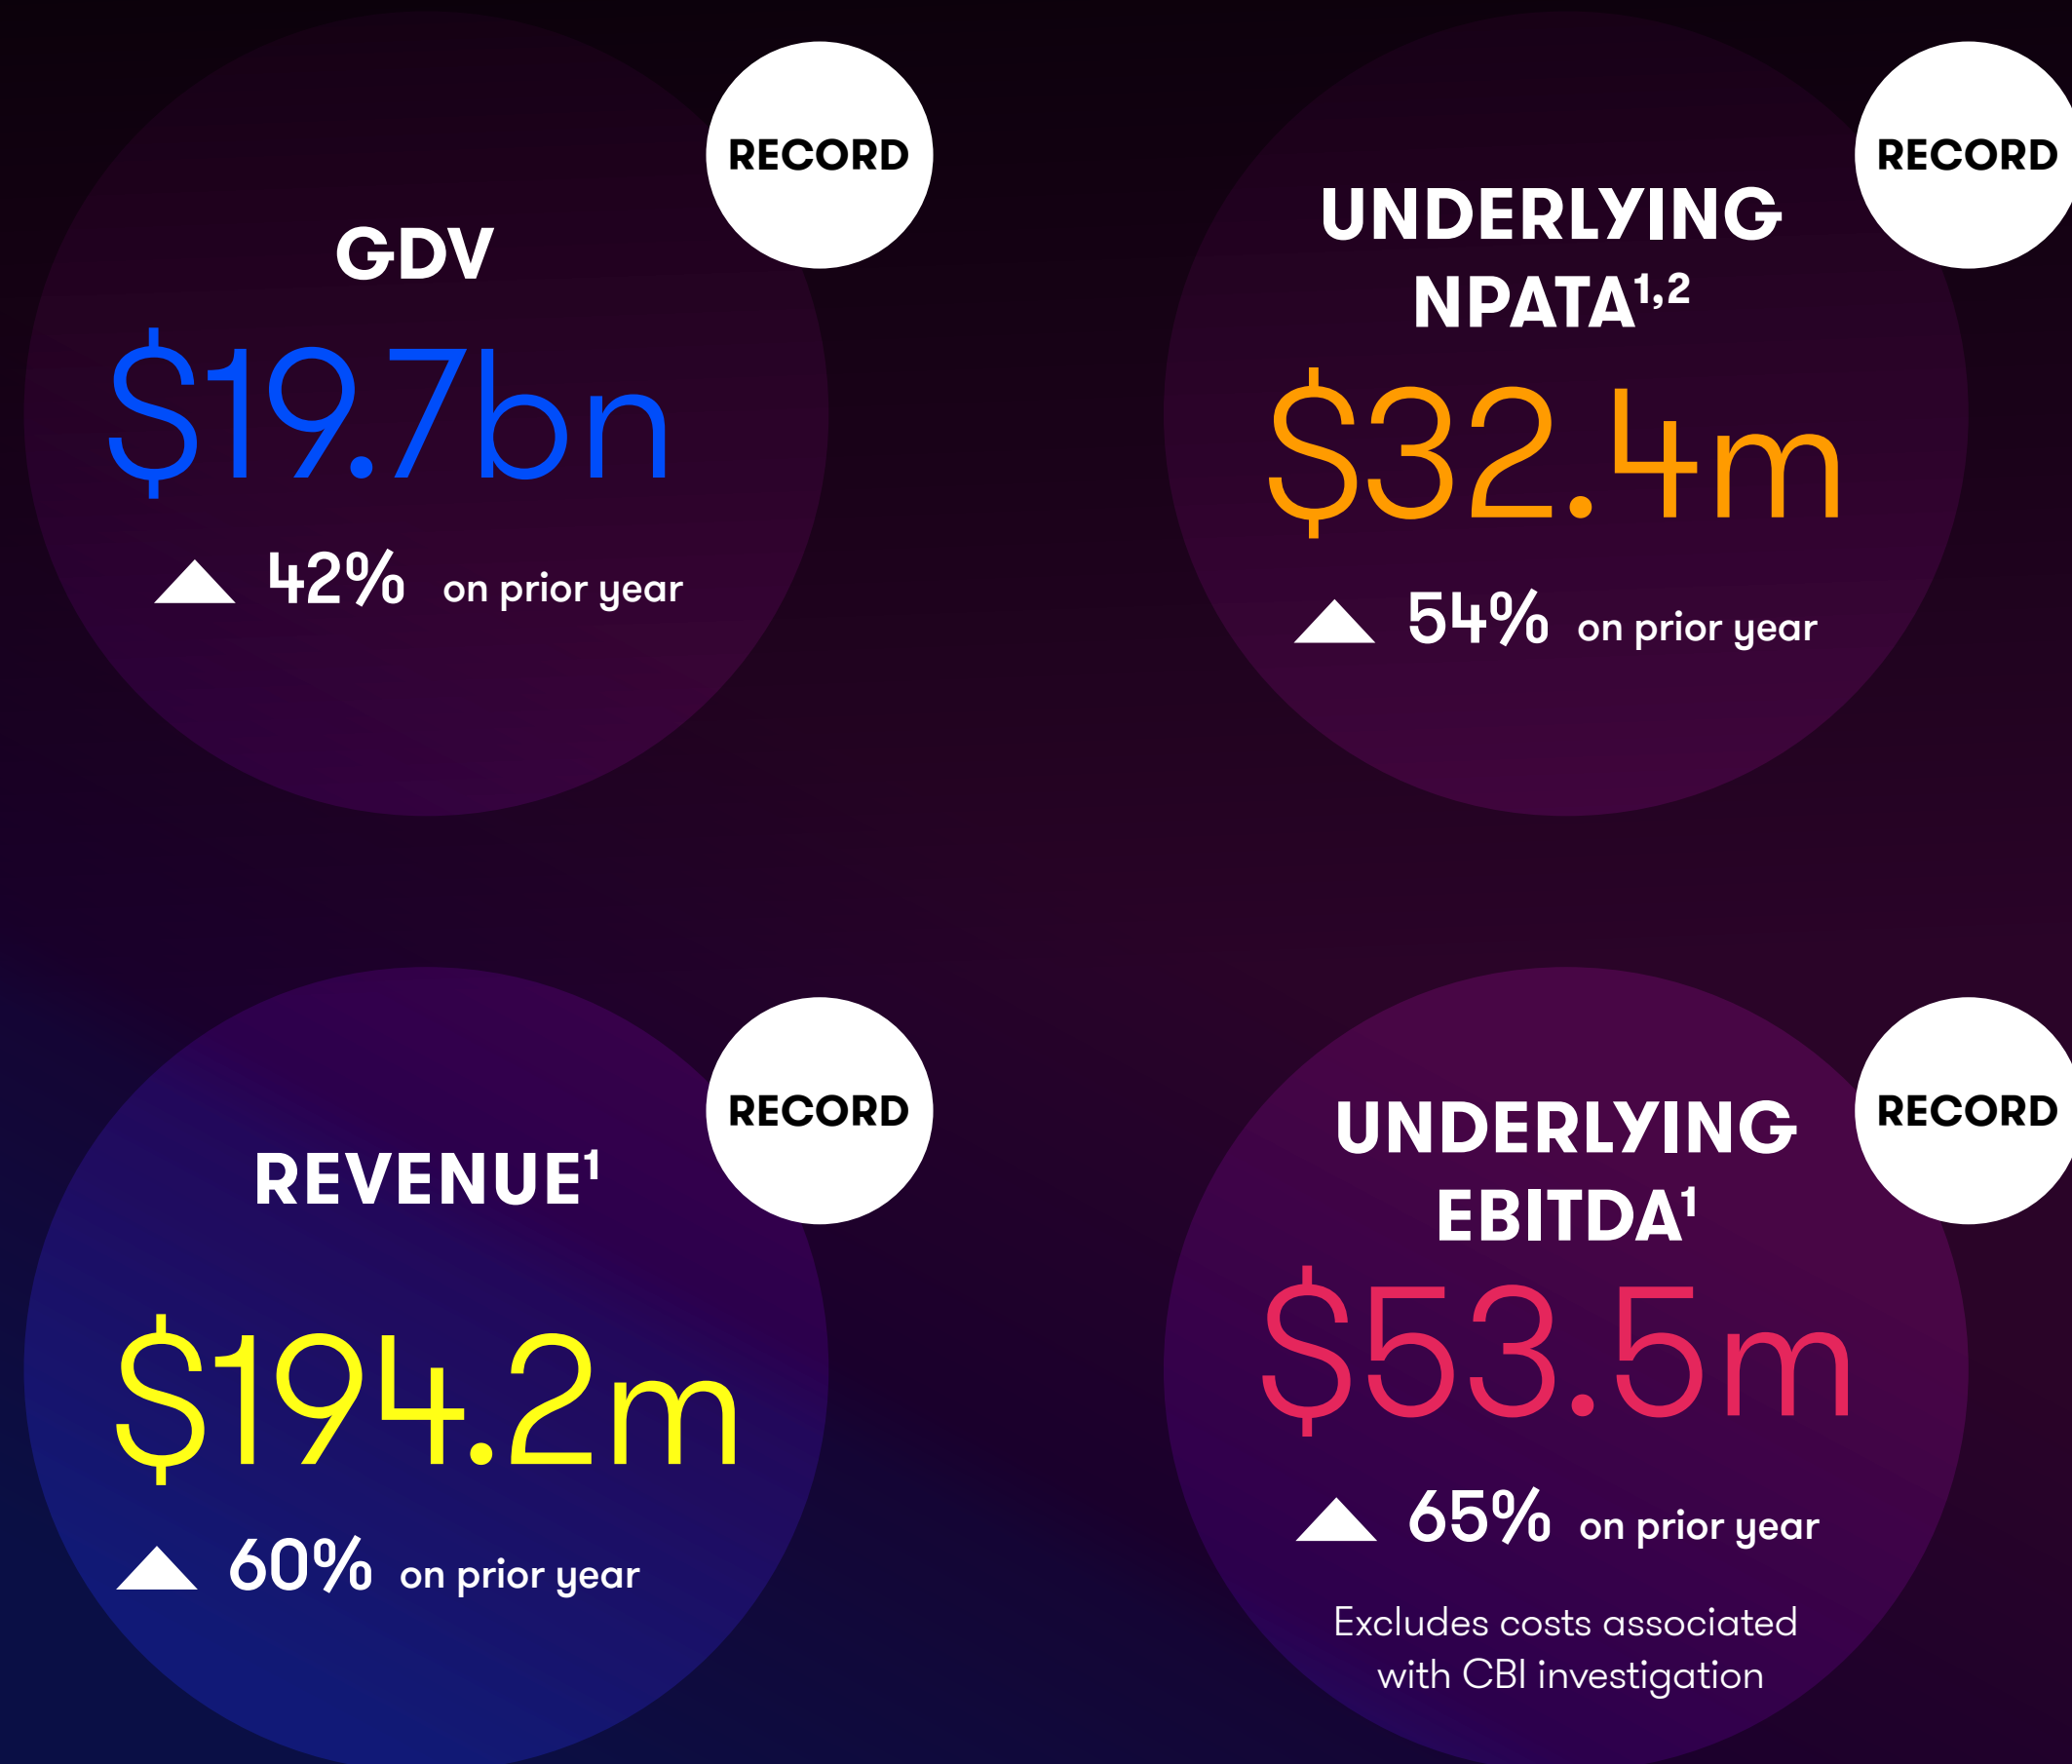 RECORD
GDV
$19.7bn
42% on prior year
RECORD
UNDERLYING
NPATA¹,²
$32.4m
54% on prior year
RECORD
REVENUE¹
$194.2m
60% on prior year
RECORD
UNDERLYING
EBITDA¹
$53.5m
65% on prior year
Excludes costs associated
with CBI investigation